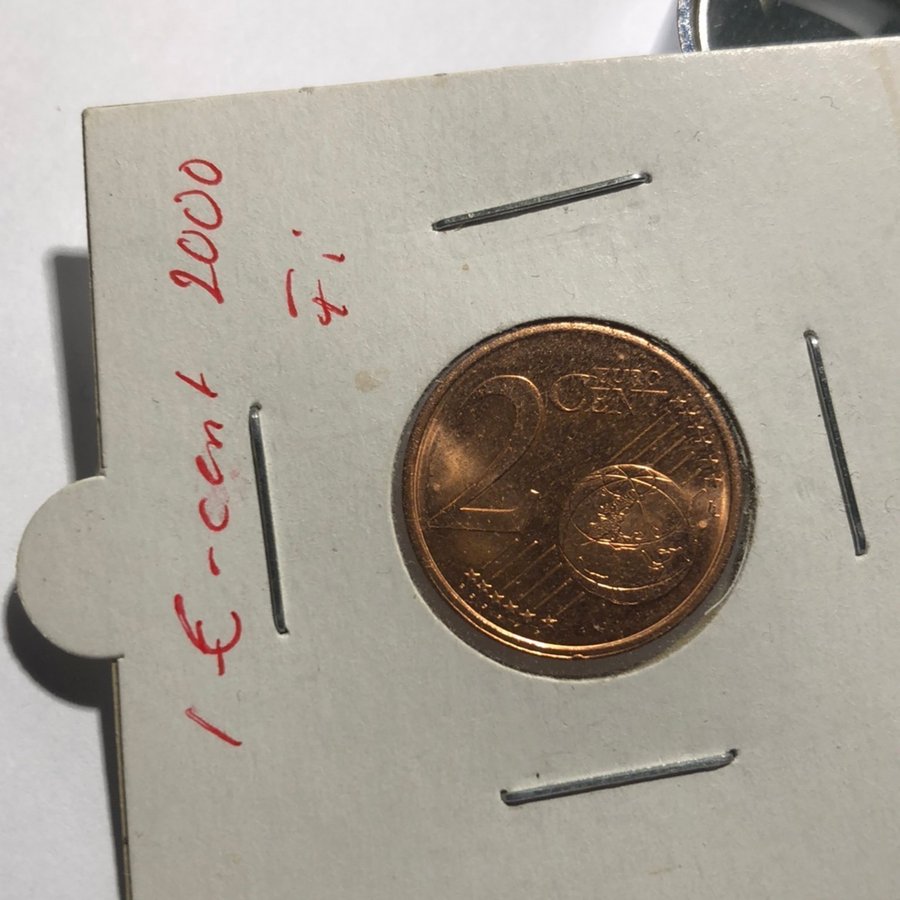 1 €-cent 2000
Fi
2 EURO
CENT